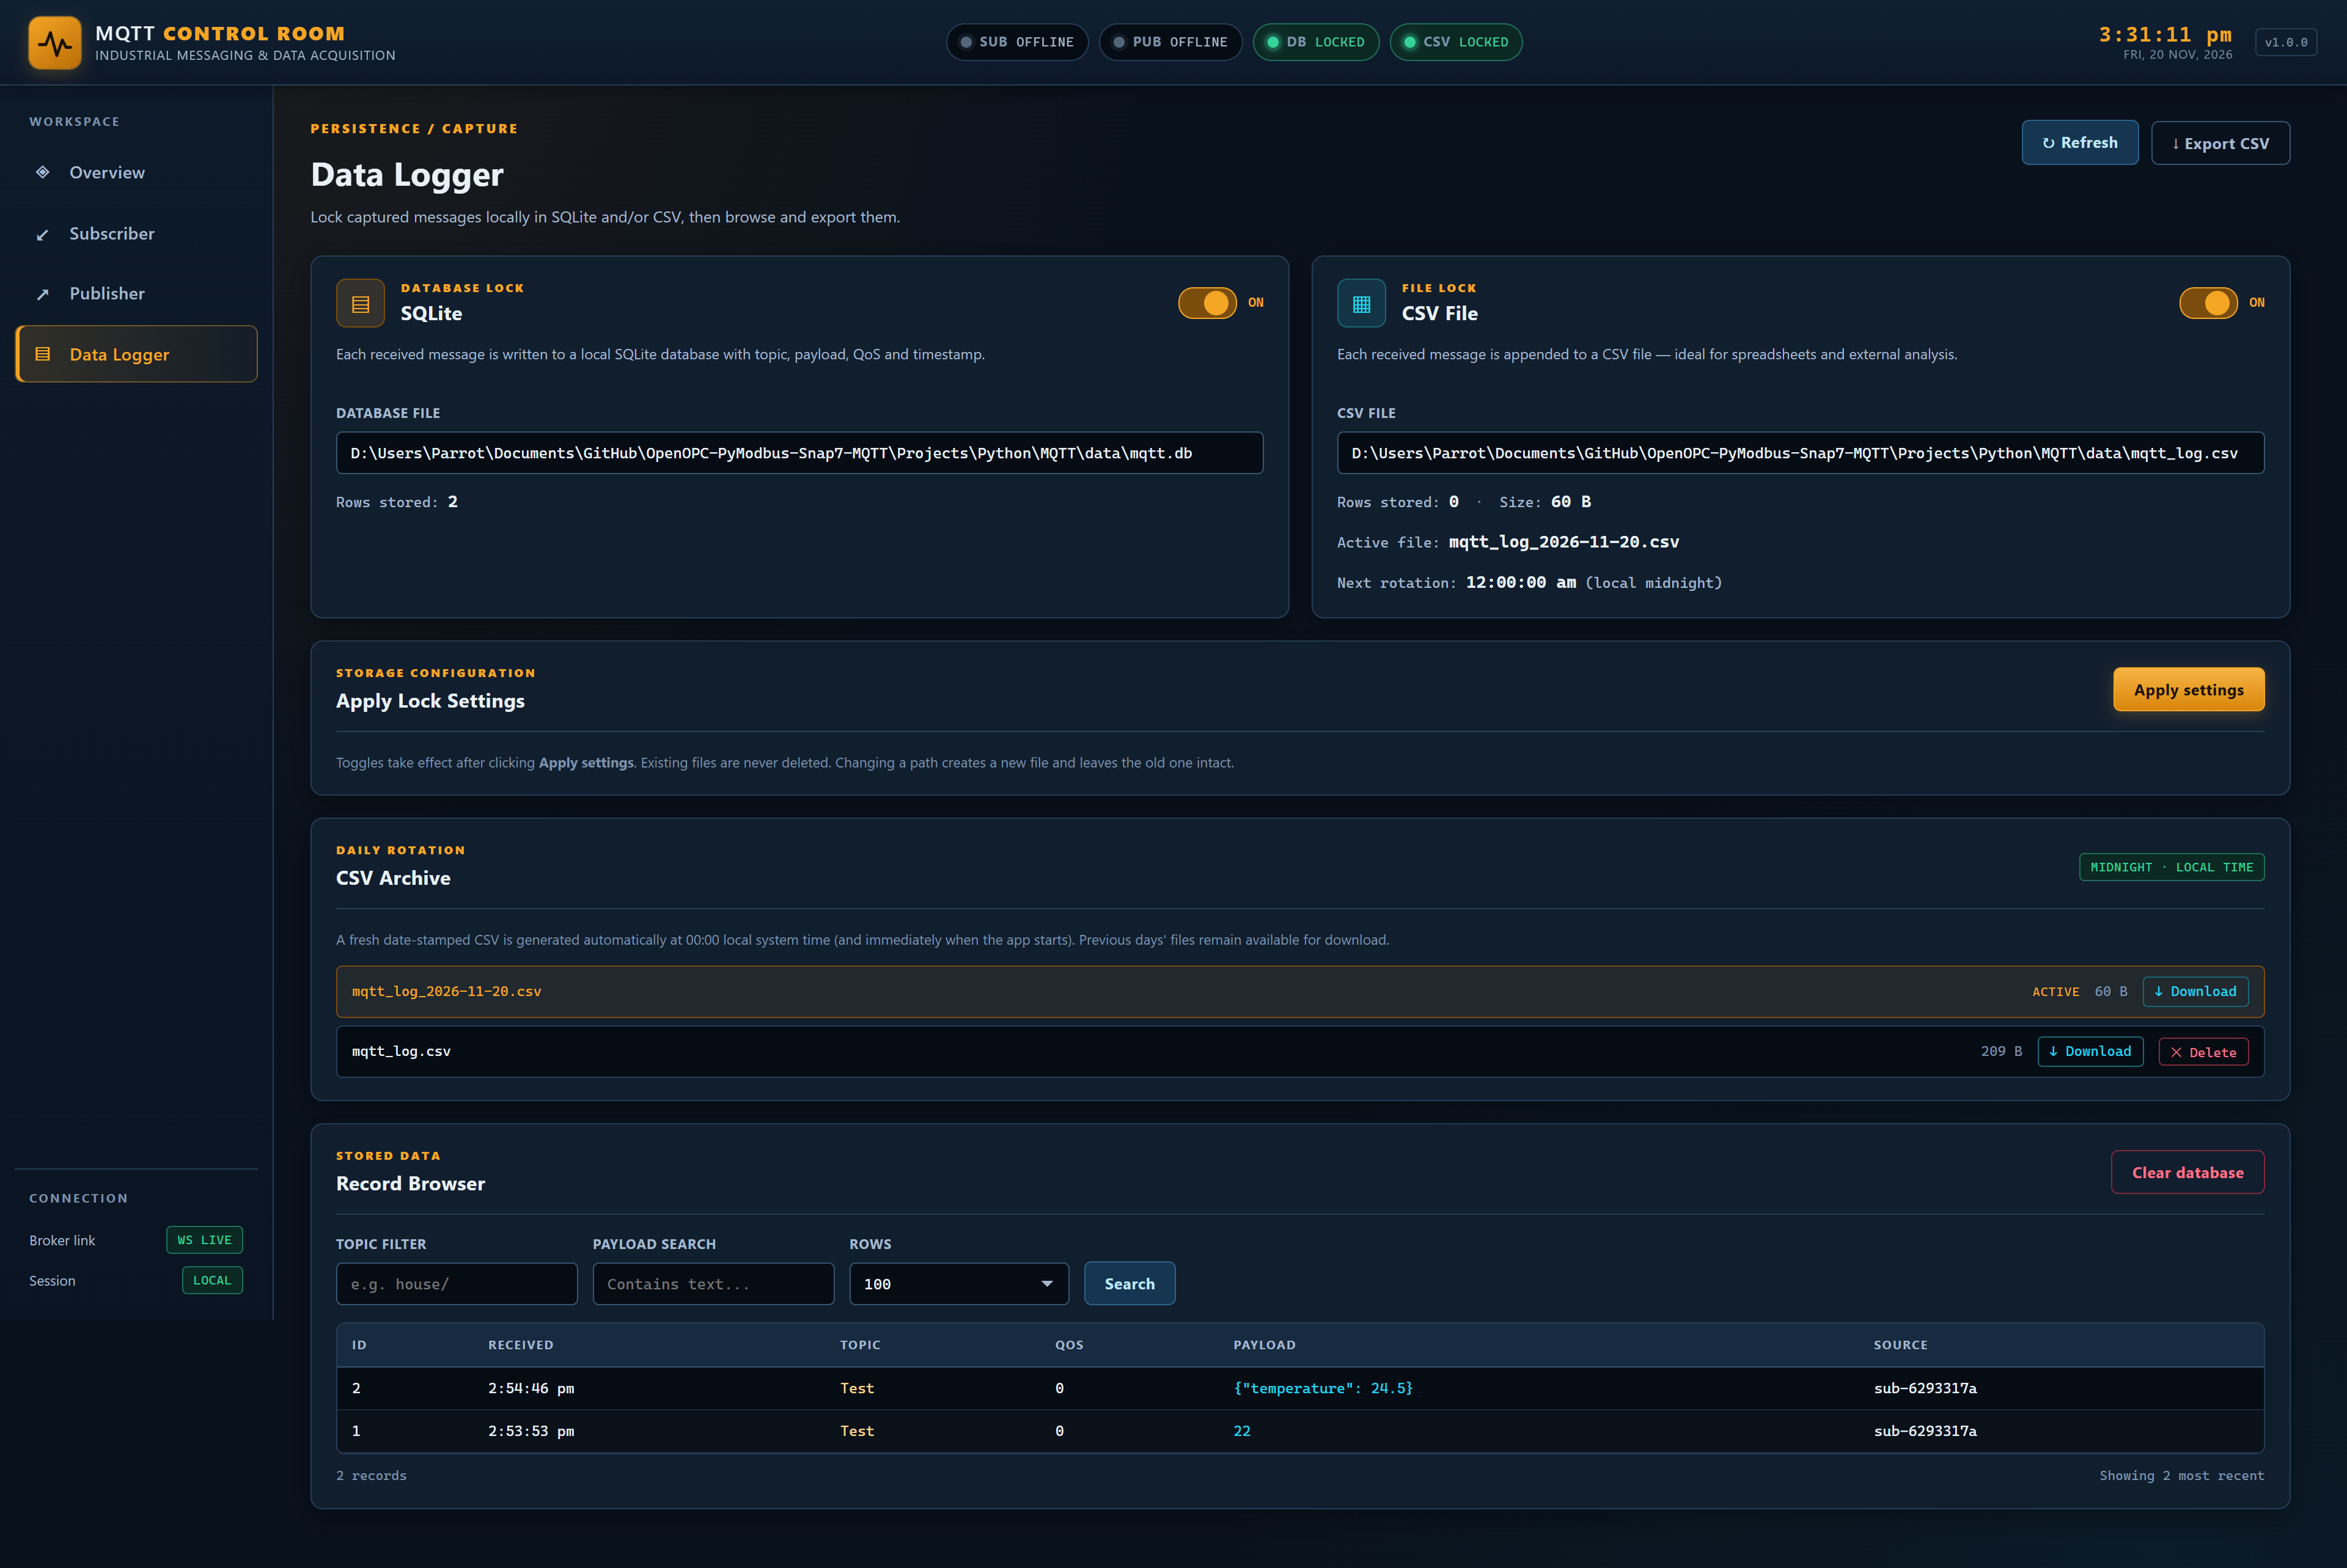 MQTT CONTROL ROOM
INDUSTRIAL MESSAGING & DATA ACQUISITION
SUB OFFLINE
PUB OFFLINE
DB LOCKED
CSV LOCKED
3:31:11 pm
FRI, 20 NOV, 2026
v1.0.0
WORKSPACE
Overview
Subscriber
Publisher
Data Logger
CONNECTION
Broker link WS LIVE
Session LOCAL
PERSISTENCE / CAPTURE
Data Logger
Lock captured messages locally in SQLite and/or CSV, then browse and export them.
↻ Refresh
↓ Export CSV
DATABASE LOCK
SQLite
ON
Each received message is written to a local SQLite database with topic, payload, QoS and timestamp.
DATABASE FILE
D:\Users\Parrot\Documents\GitHub\OpenOPC-PyModbus-Snap7-MQTT\Projects\Python\MQTT\data\mqtt.db
Rows stored: 2
FILE LOCK
CSV File
ON
Each received message is appended to a CSV file — ideal for spreadsheets and external analysis.
CSV FILE
D:\Users\Parrot\Documents\GitHub\OpenOPC-PyModbus-Snap7-MQTT\Projects\Python\MQTT\data\mqtt_log.csv
Rows stored: 0 · Size: 60 B
Active file: mqtt_log_2026-11-20.csv
Next rotation: 12:00:00 am (local midnight)
STORAGE CONFIGURATION
Apply Lock Settings
Apply settings
Toggles take effect after clicking Apply settings. Existing files are never deleted. Changing a path creates a new file and leaves the old one intact.
DAILY ROTATION
CSV Archive
MIDNIGHT · LOCAL TIME
A fresh date-stamped CSV is generated automatically at 00:00 local system time (and immediately when the app starts). Previous days' files remain available for download.
mqtt_log_2026-11-20.csv ACTIVE 60 B ↓ Download
mqtt_log.csv 209 B ↓ Download ✕ Delete
STORED DATA
Record Browser
Clear database
TOPIC FILTER PAYLOAD SEARCH ROWS
e.g. house/ Contains text... 100 Search
ID RECEIVED TOPIC QOS PAYLOAD SOURCE
2 2:54:46 pm Test 0 {"temperature": 24.5} sub-6293317a
1 2:53:53 pm Test 0 22 sub-6293317a
2 records
Showing 2 most recent